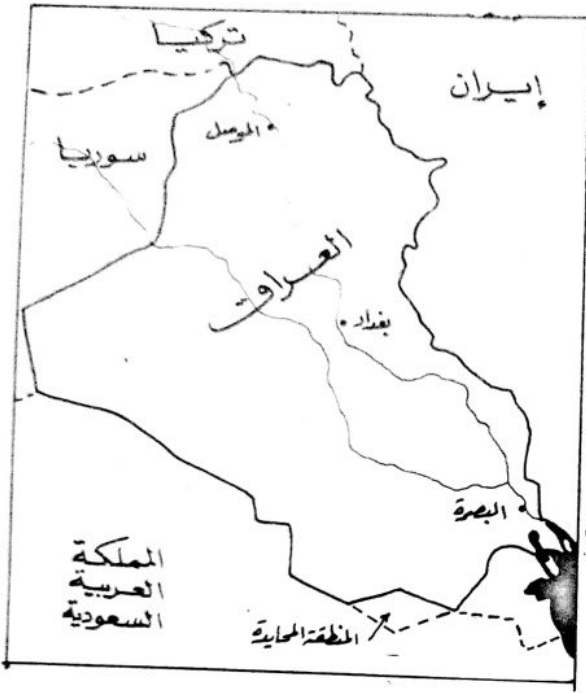 تركيا
إيران
الموصل
سوريا
العراق
بغداد
البصرة
المملكة
العربية
السعودية
المنطقة المحايدة